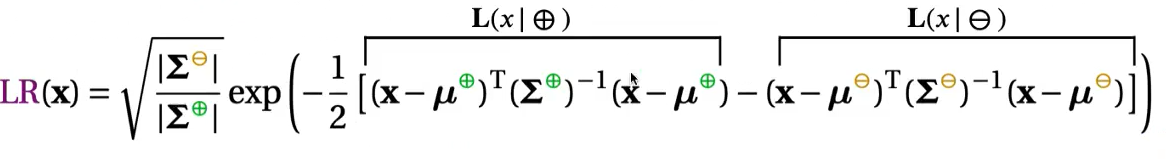 L(x | ⊕) L(x | ⊖)
LR(x) = √(|Σ^⊖| / |Σ^⊕|) exp(−1/2 [(x − μ^⊕)^T(Σ^⊕)^−1(x − μ^⊕) − (x − μ^⊖)^T(Σ^⊖)^−1(x − μ^⊖)])